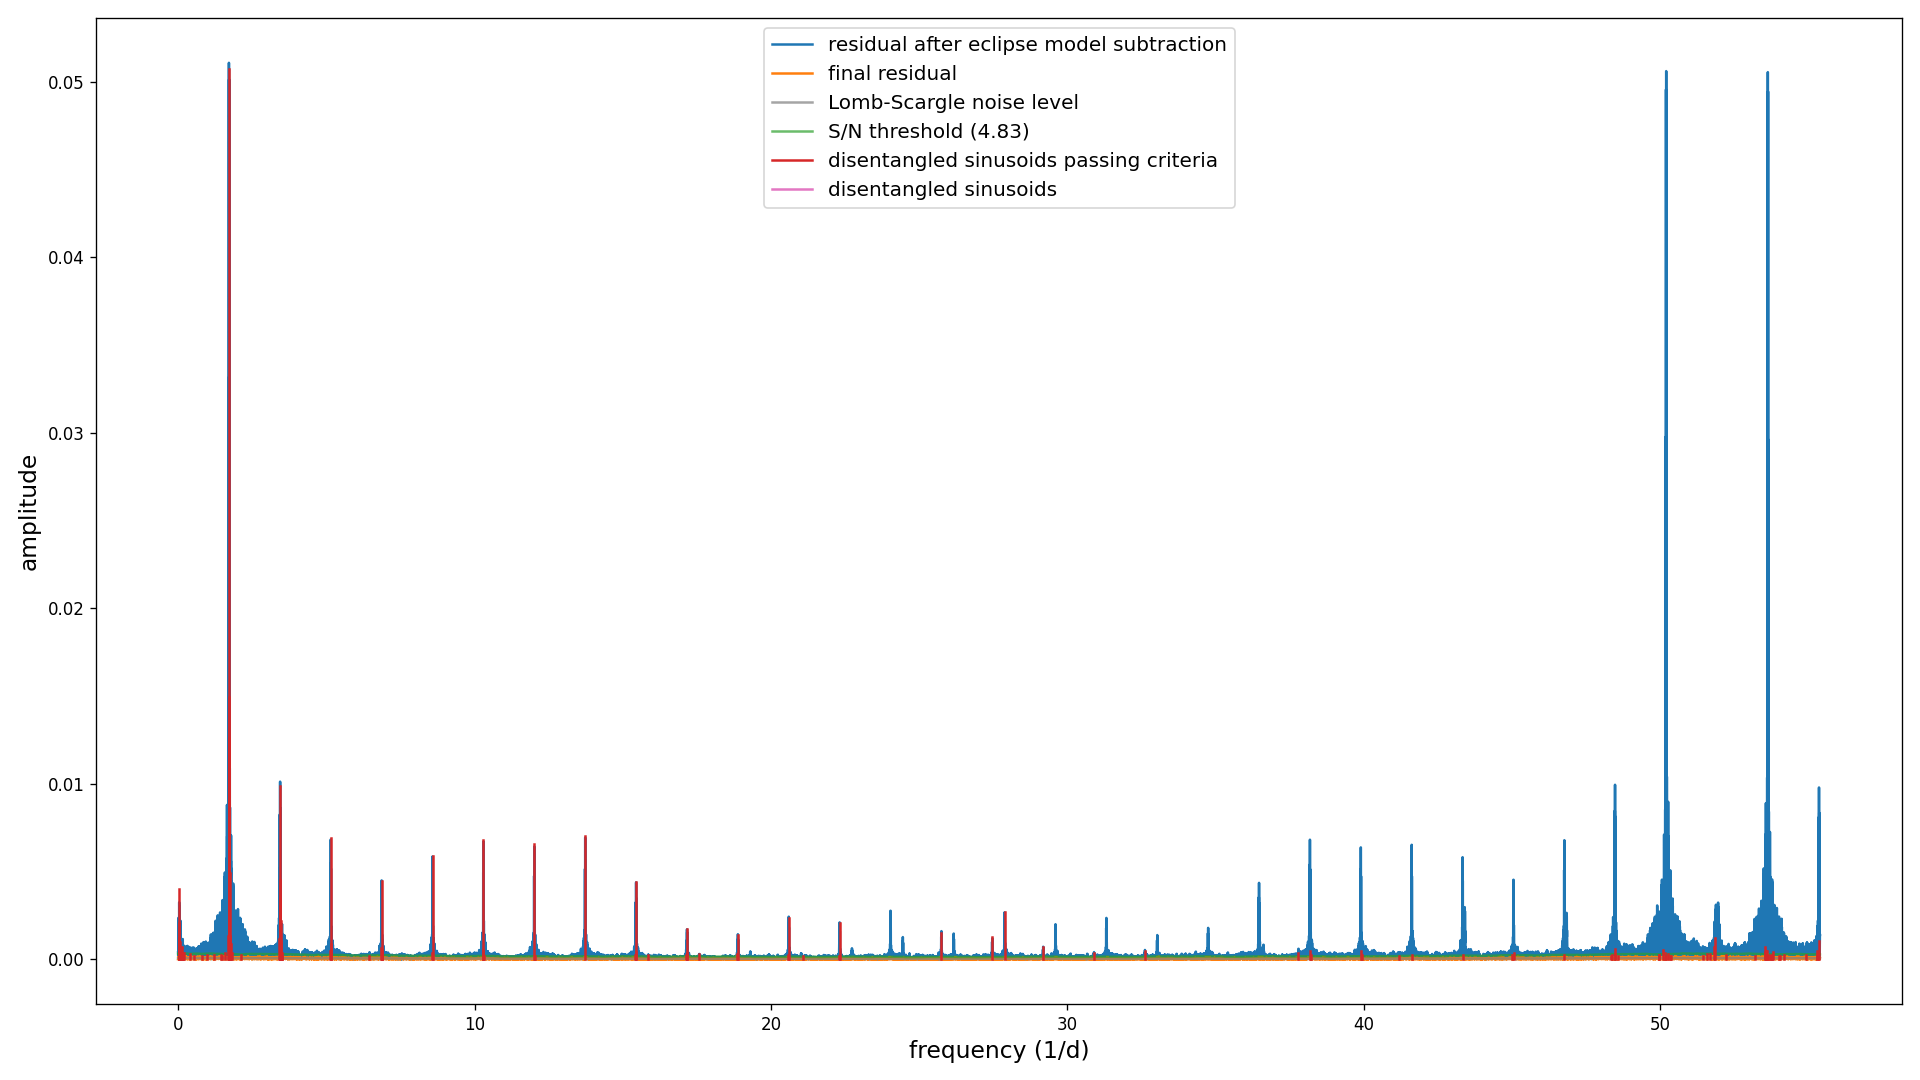 residual after eclipse model subtraction
final residual
Lomb-Scargle noise level
S/N threshold (4.83)
disentangled sinusoids passing criteria
disentangled sinusoids
amplitude
0.05
0.04
0.03
0.02
0.01
0.00
0 10 20 30 40 50
frequency (1/d)